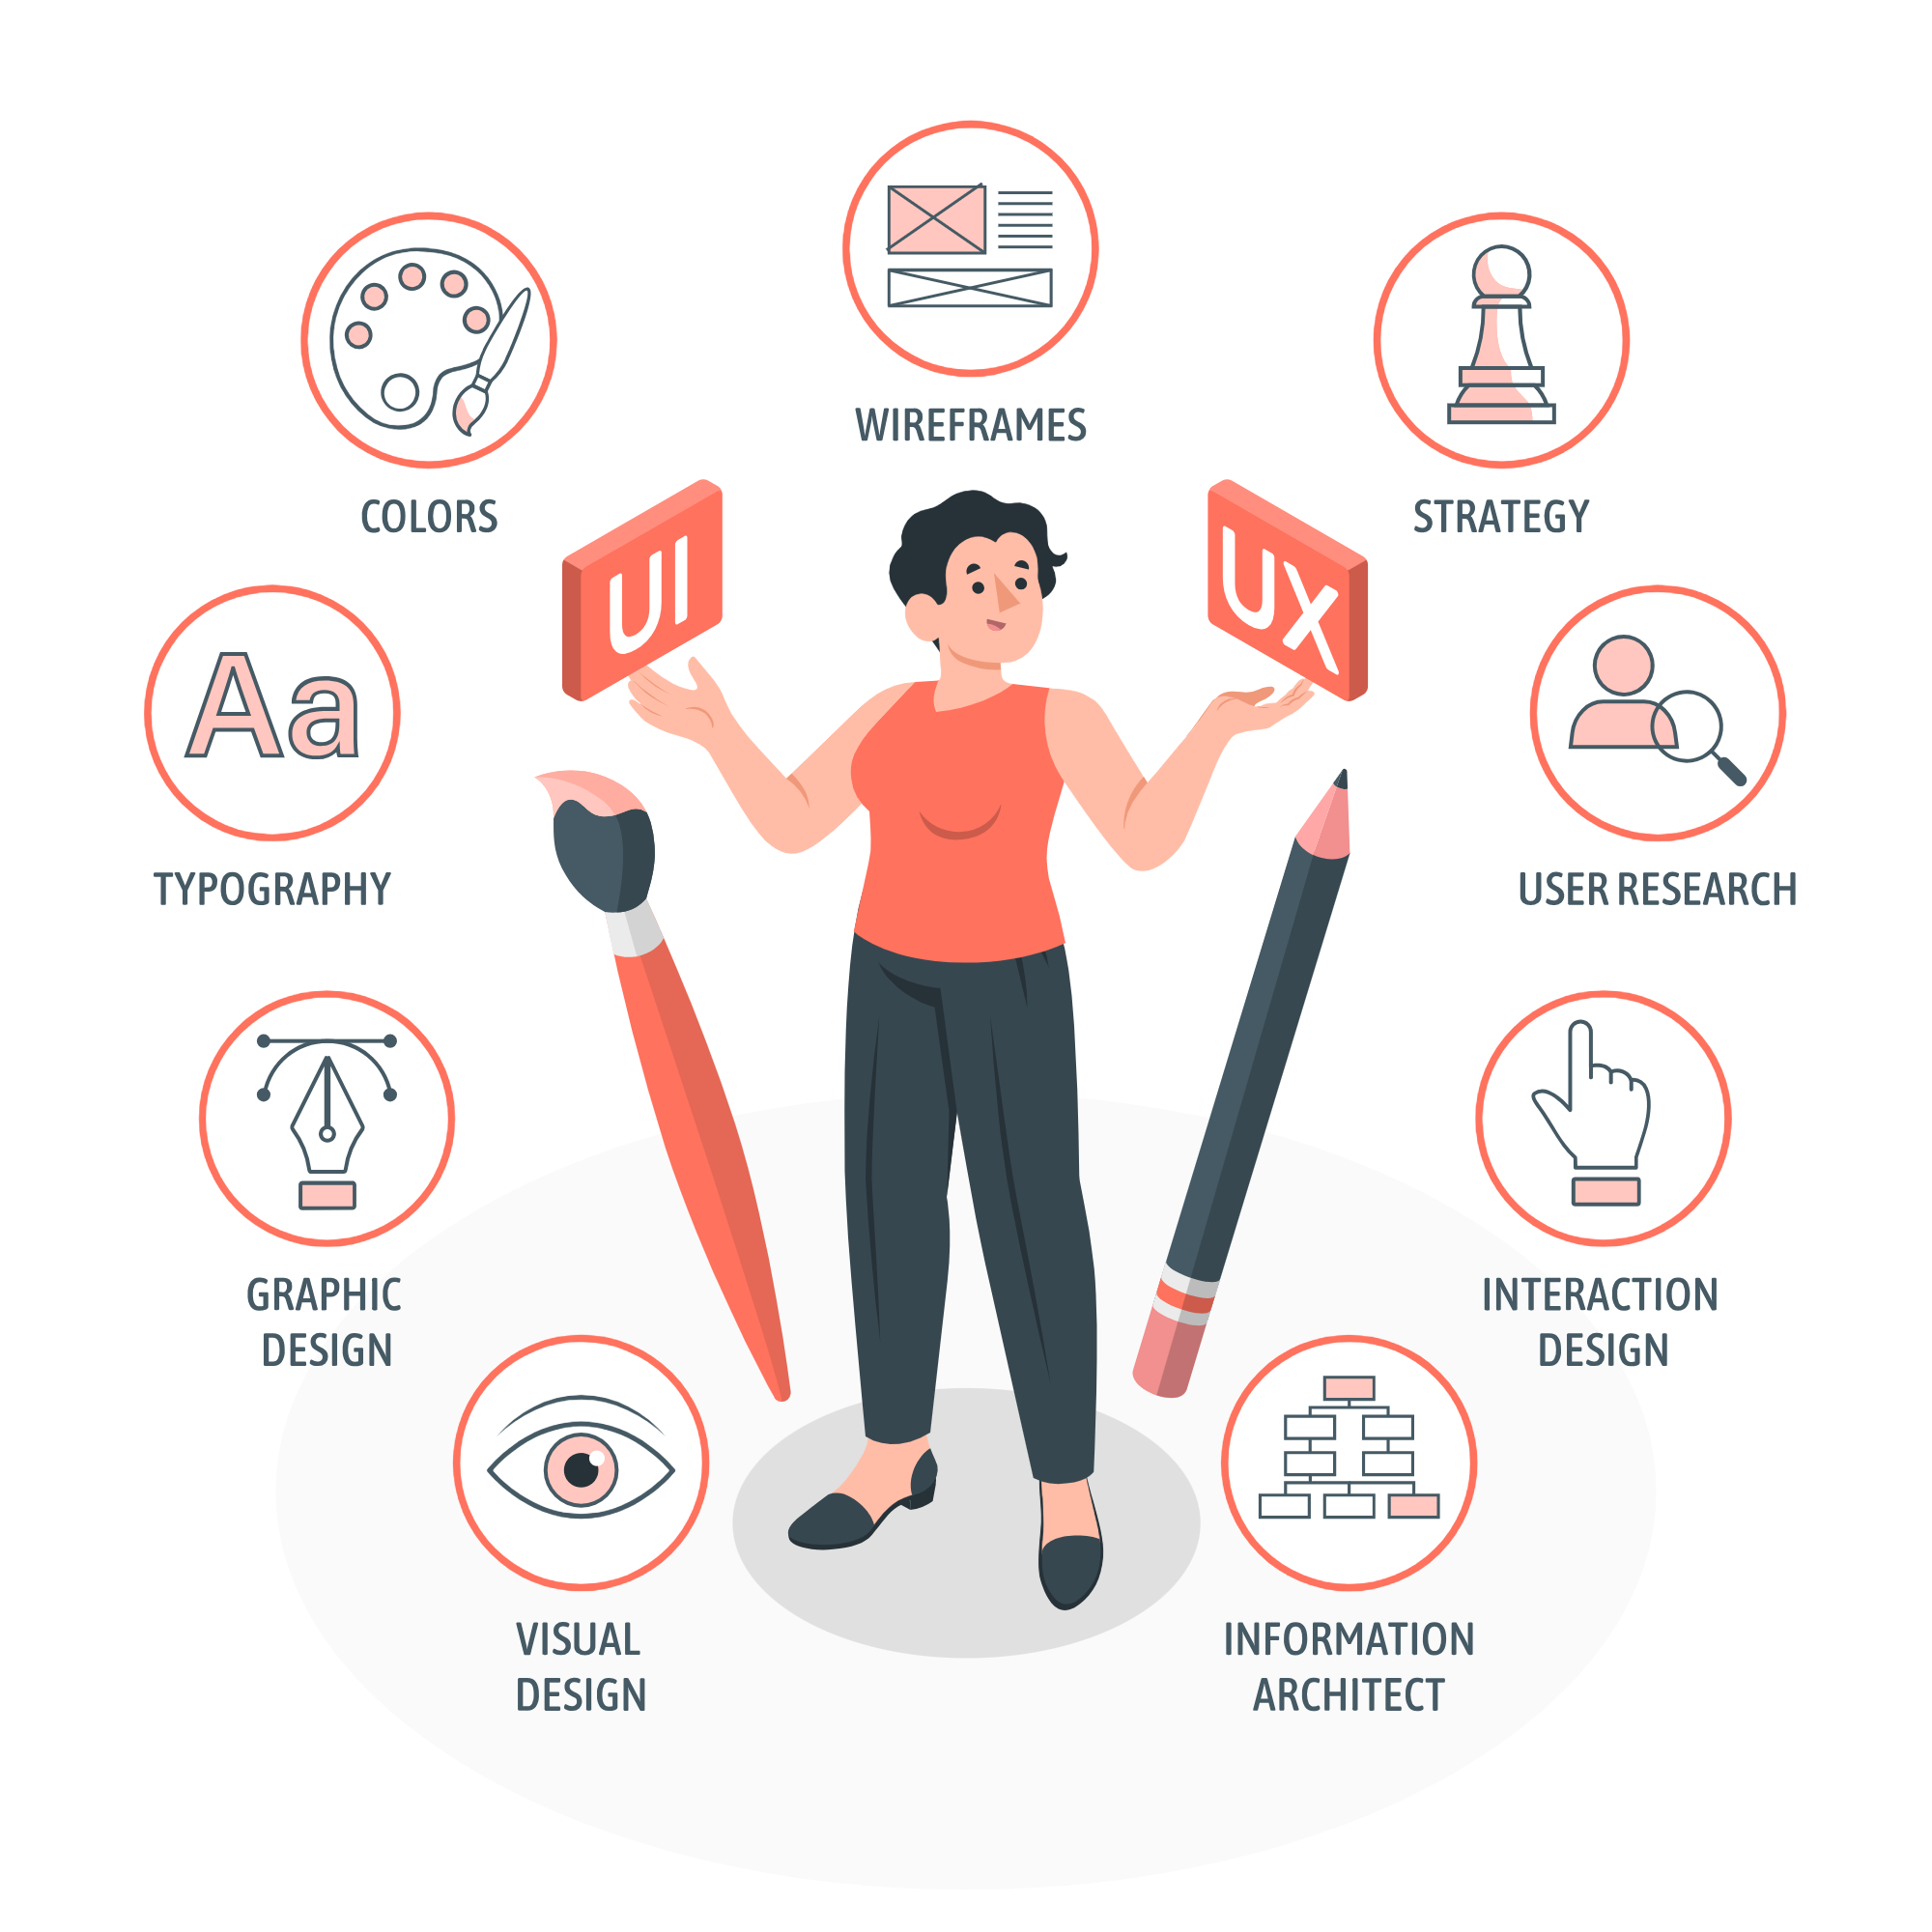 WIREFRAMES
COLORS
STRATEGY
UI
UX
Aa
TYPOGRAPHY
USER RESEARCH
GRAPHIC
DESIGN
INTERACTION
DESIGN
VISUAL
DESIGN
INFORMATION
ARCHITECT